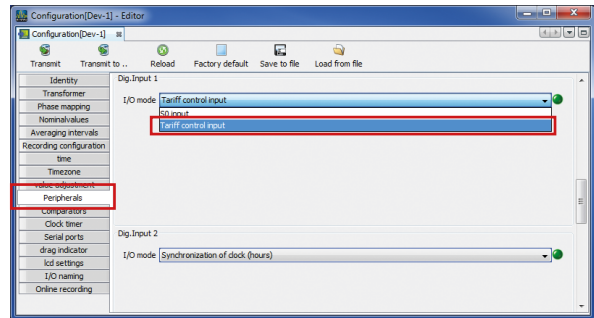 Configuration[Dev-1] - Editor
Configuration[Dev-1]
Transmit Transmit to .. Reload Factory default Save to file Load from file
Identity
Transformer
Phase mapping
Nominalvalues
Averaging intervals
Recording configuration
time
Timezone
value adjustment
Peripherals
Comparators
Clock timer
Serial ports
drag indicator
lcd settings
I/O naming
Online recording
Dig.Input 1
I/O mode Tariff control input
S0 input
Tariff control input
Dig.Input 2
I/O mode Synchronization of clock (hours)